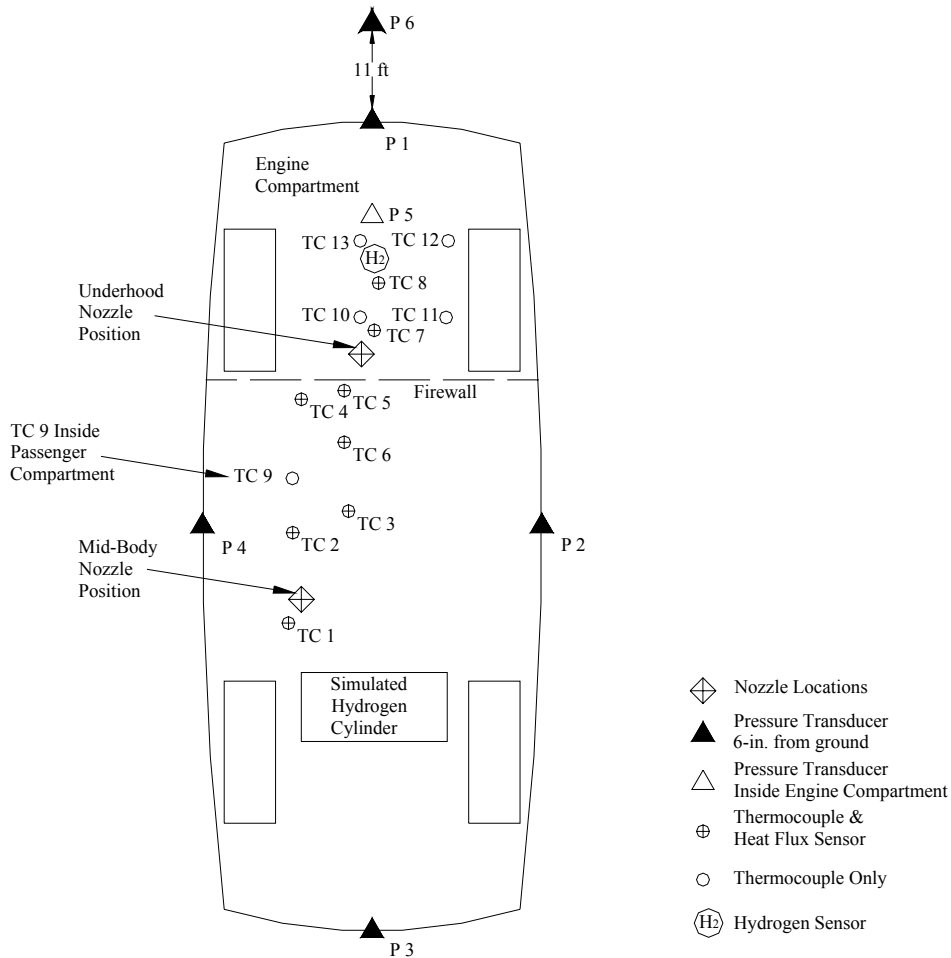 P 6
11 ft
P 1
Engine
Compartment
P 5
TC 13
TC 12
H2
TC 8
Underhood
Nozzle
Position
TC 10
TC 11
TC 7
Firewall
TC 4
TC 5
TC 9 Inside
Passenger
Compartment
TC 6
TC 9
TC 3
TC 2
P 4
P 2
Mid-Body
Nozzle
Position
TC 1
Simulated
Hydrogen
Cylinder
P 3
Nozzle Locations
Pressure Transducer
6-in. from ground
Pressure Transducer
Inside Engine Compartment
Thermocouple &
Heat Flux Sensor
Thermocouple Only
H2
Hydrogen Sensor